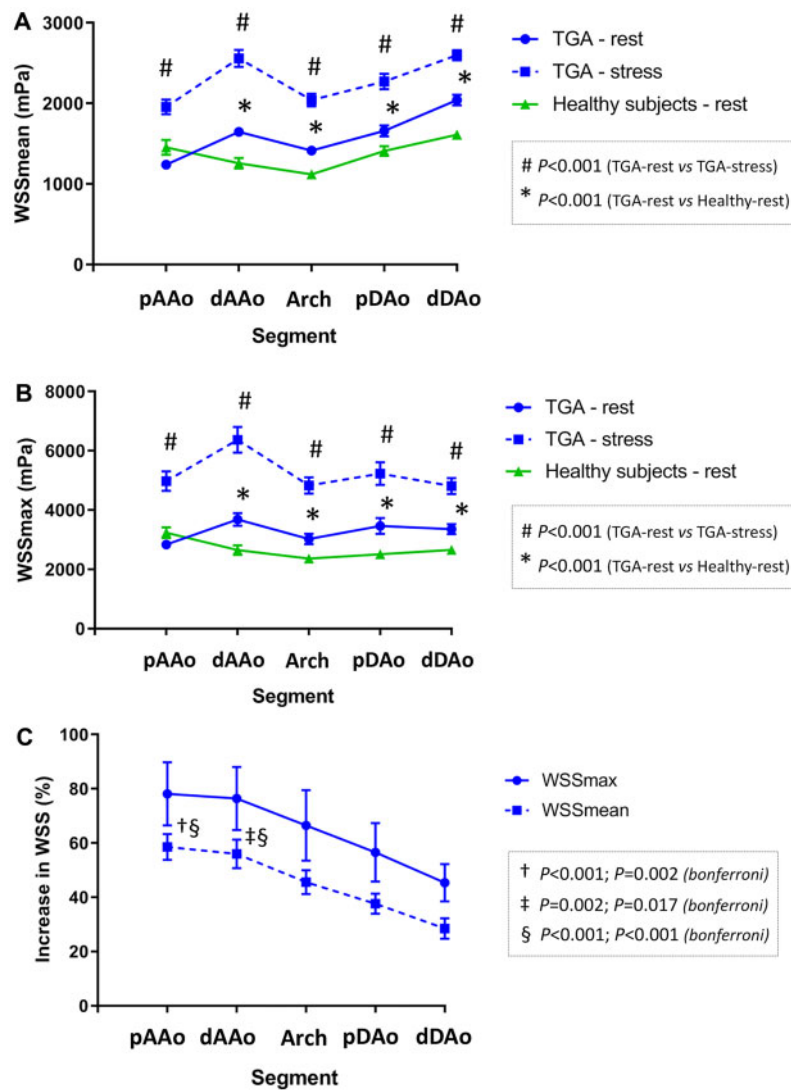 A
3000
2000
1000
0
WSSmean (mPa)
# # # # #
* * * *
pAAo dAAo Arch pDAo dDAo
Segment
TGA - rest
TGA - stress
Healthy subjects - rest
# P<0.001 (TGA-rest vs TGA-stress)
* P<0.001 (TGA-rest vs Healthy-rest)
B
8000
6000
4000
2000
0
WSSmax (mPa)
# # # # #
* * * *
pAAo dAAo Arch pDAo dDAo
Segment
TGA - rest
TGA - stress
Healthy subjects - rest
# P<0.001 (TGA-rest vs TGA-stress)
* P<0.001 (TGA-rest vs Healthy-rest)
C
100
80
60
40
20
0
Increase in WSS (%)
†§ ‡§
pAAo dAAo Arch pDAo dDAo
Segment
WSSmax
WSSmean
† P<0.001; P=0.002 (bonferroni)
‡ P=0.002; P=0.017 (bonferroni)
§ P<0.001; P<0.001 (bonferroni)